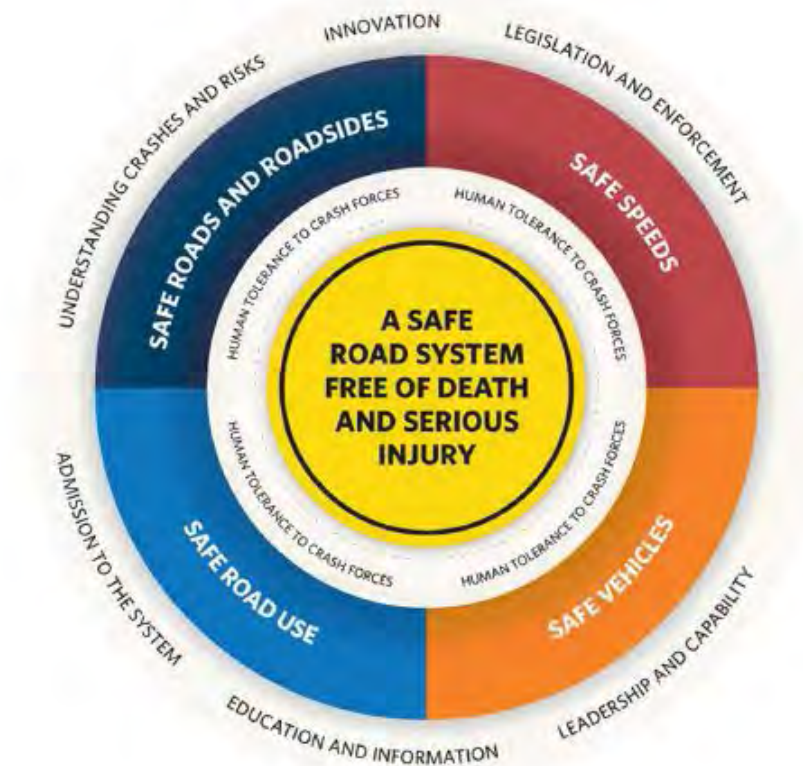 INNOVATION
LEGISLATION AND ENFORCEMENT
UNDERSTANDING CRASHES AND RISKS
SAFE ROADS AND ROADSIDES
SAFE SPEEDS
HUMAN TOLERANCE TO CRASH FORCES
HUMAN TOLERANCE TO CRASH FORCES
A SAFE
ROAD SYSTEM
FREE OF DEATH
AND SERIOUS
INJURY
HUMAN TOLERANCE TO CRASH FORCES
HUMAN TOLERANCE TO CRASH FORCES
SAFE ROAD USE
SAFE VEHICLES
ADMISSION TO THE SYSTEM
LEADERSHIP AND CAPABILITY
EDUCATION AND INFORMATION